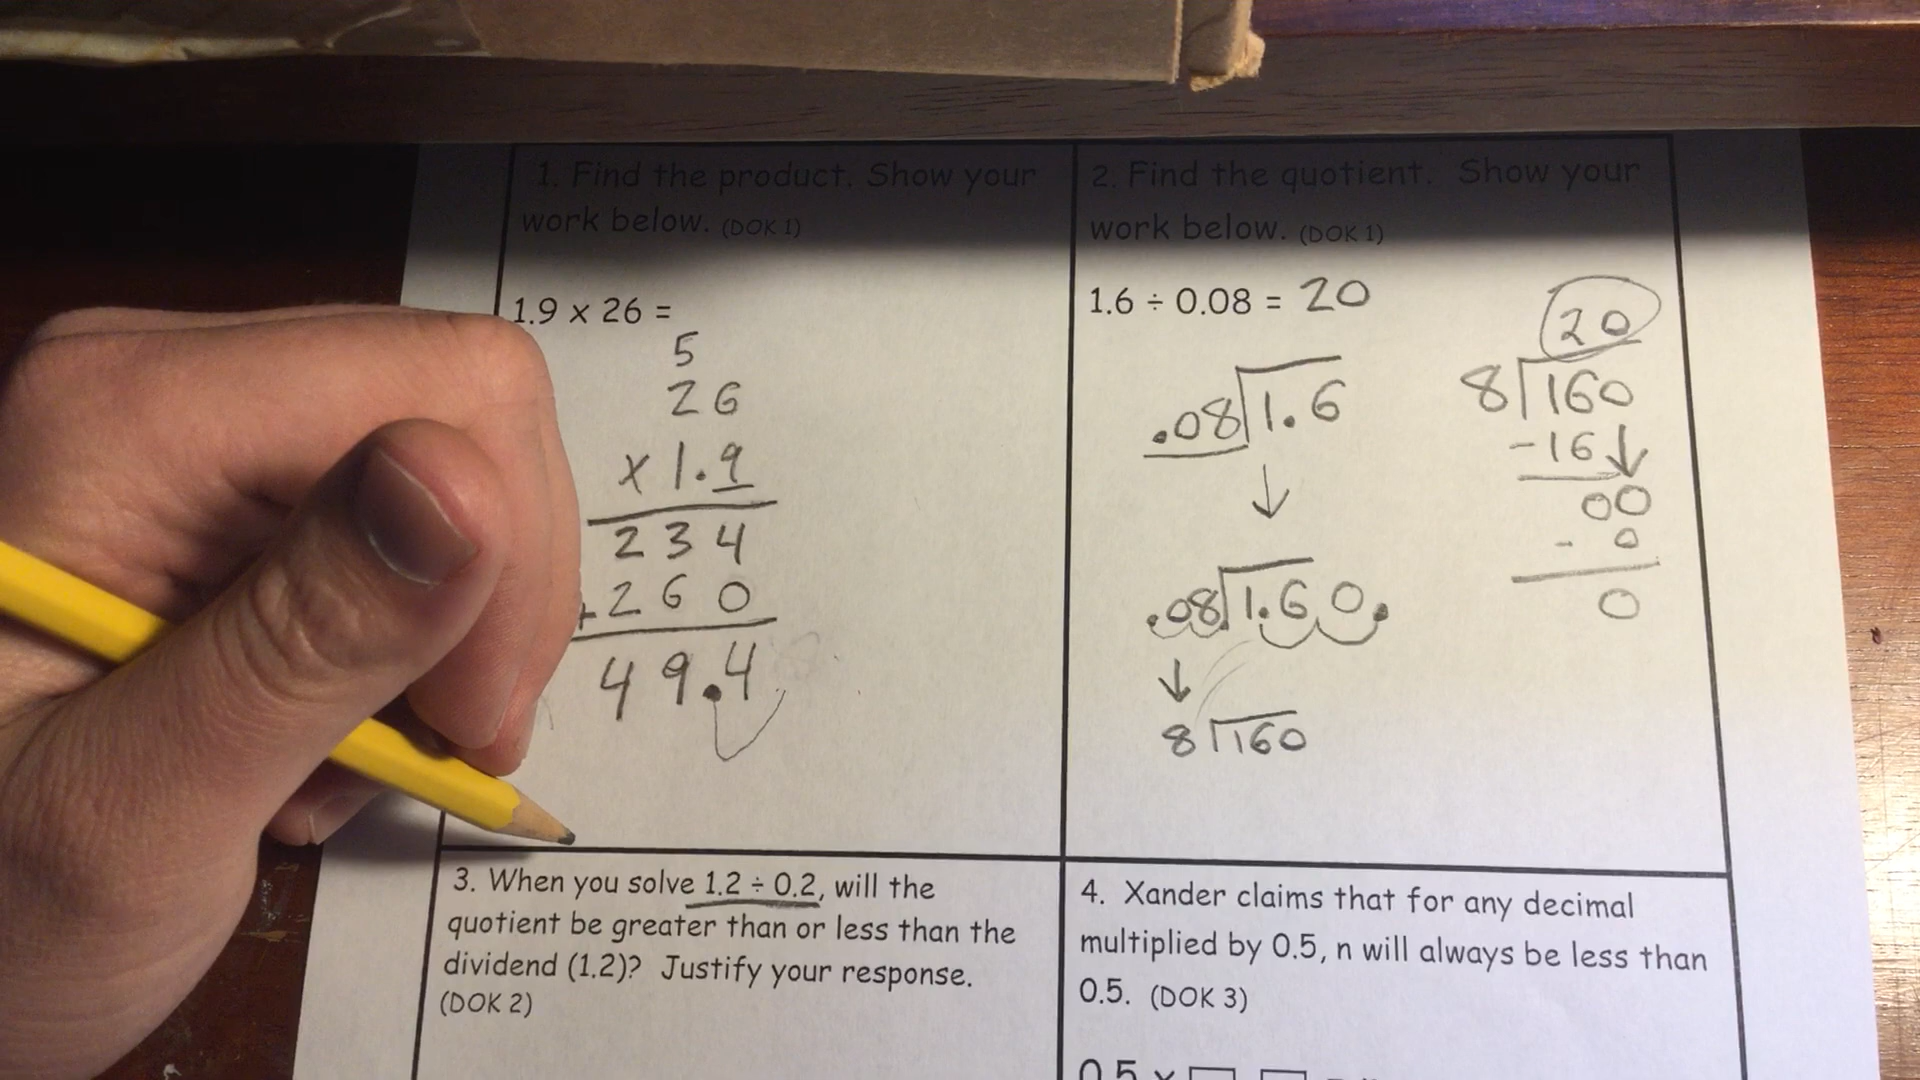 1. Find the product. Show your
work below. (DOK 1)
1.9 x 26 =
5
26
x 1.9
234
+260
49.4
2. Find the quotient. Show your
work below. (DOK 1)
1.6 ÷ 0.08 = 20
.08 1.6
↓
.08 1.60.
↓
8 160
20
8 160
-16↓
00
- 0
0
3. When you solve 1.2 ÷ 0.2, will the
quotient be greater than or less than the
dividend (1.2)? Justify your response.
(DOK 2)
4. Xander claims that for any decimal
multiplied by 0.5, n will always be less than
0.5. (DOK 3)
0.5 x